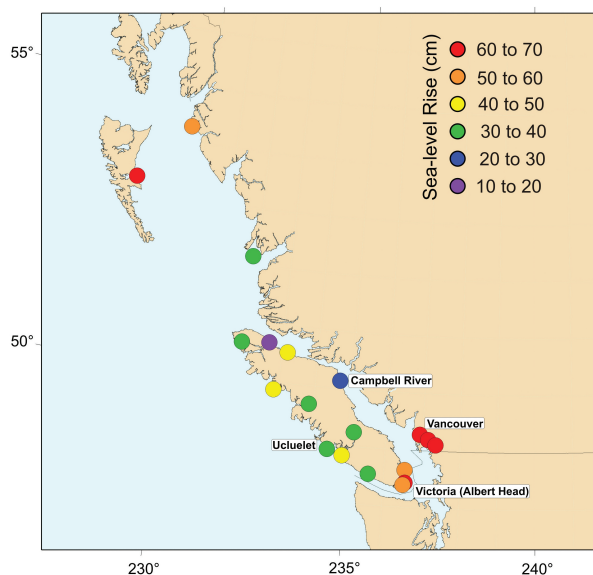 55°
Sea-level Rise (cm)
60 to 70
50 to 60
40 to 50
30 to 40
20 to 30
10 to 20
50°
Campbell River
Vancouver
Ucluelet
Victoria (Albert Head)
230°
235°
240°